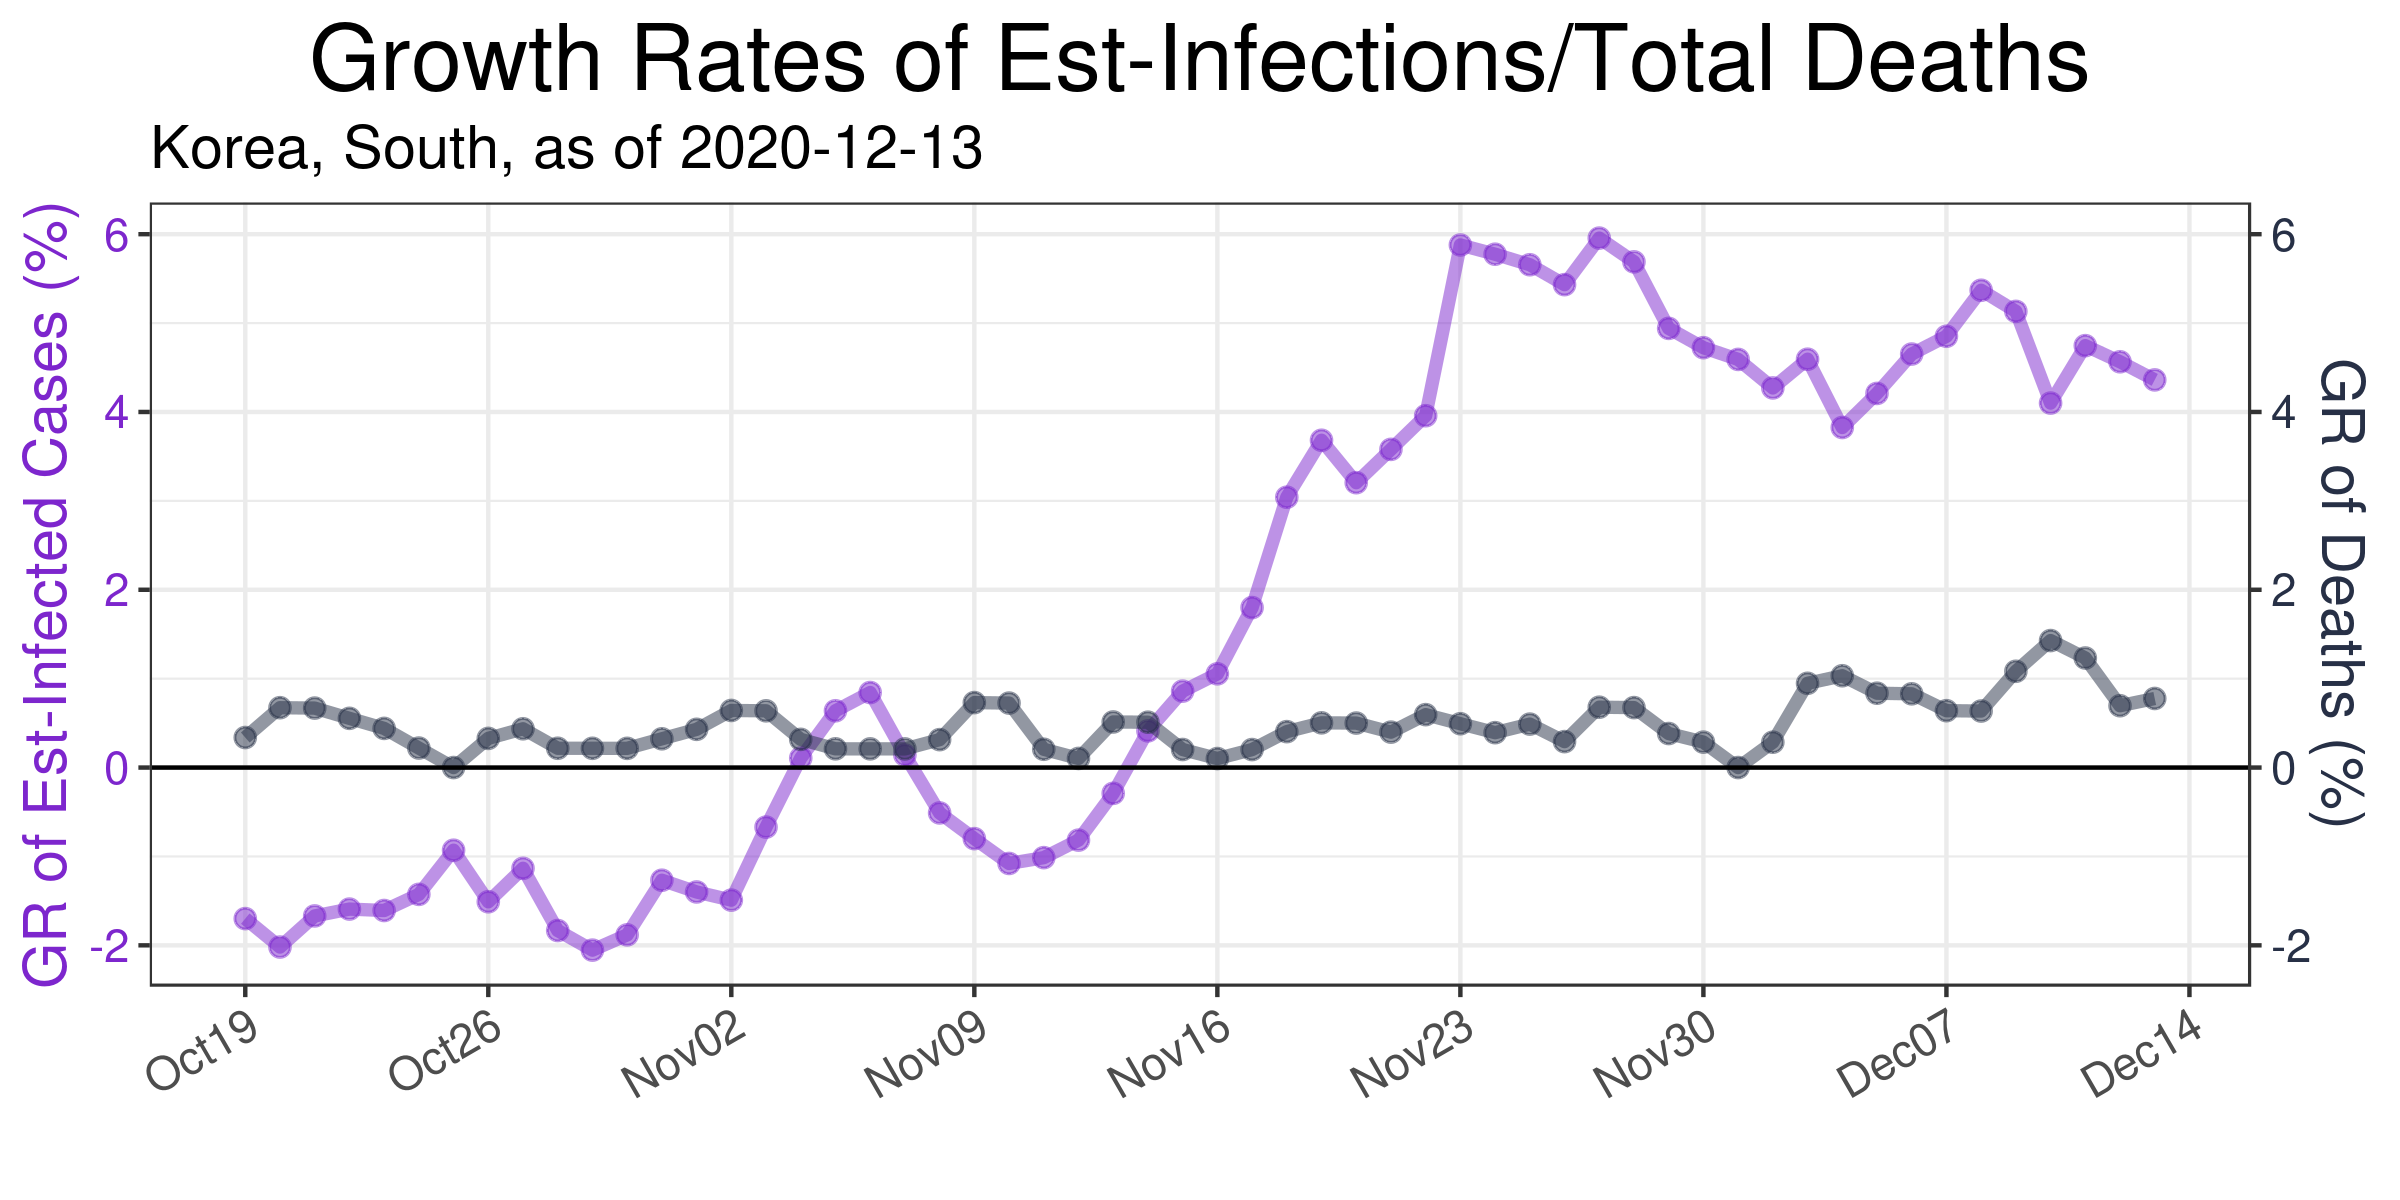 Growth Rates of Est-Infections/Total Deaths
Korea, South, as of 2020-12-13
GR of Est-Infected Cases (%)
6
4
2
0
-2
6
4
2
0
-2
GR of Deaths (%)
Oct19
Oct26
Nov02
Nov09
Nov16
Nov23
Nov30
Dec07
Dec14